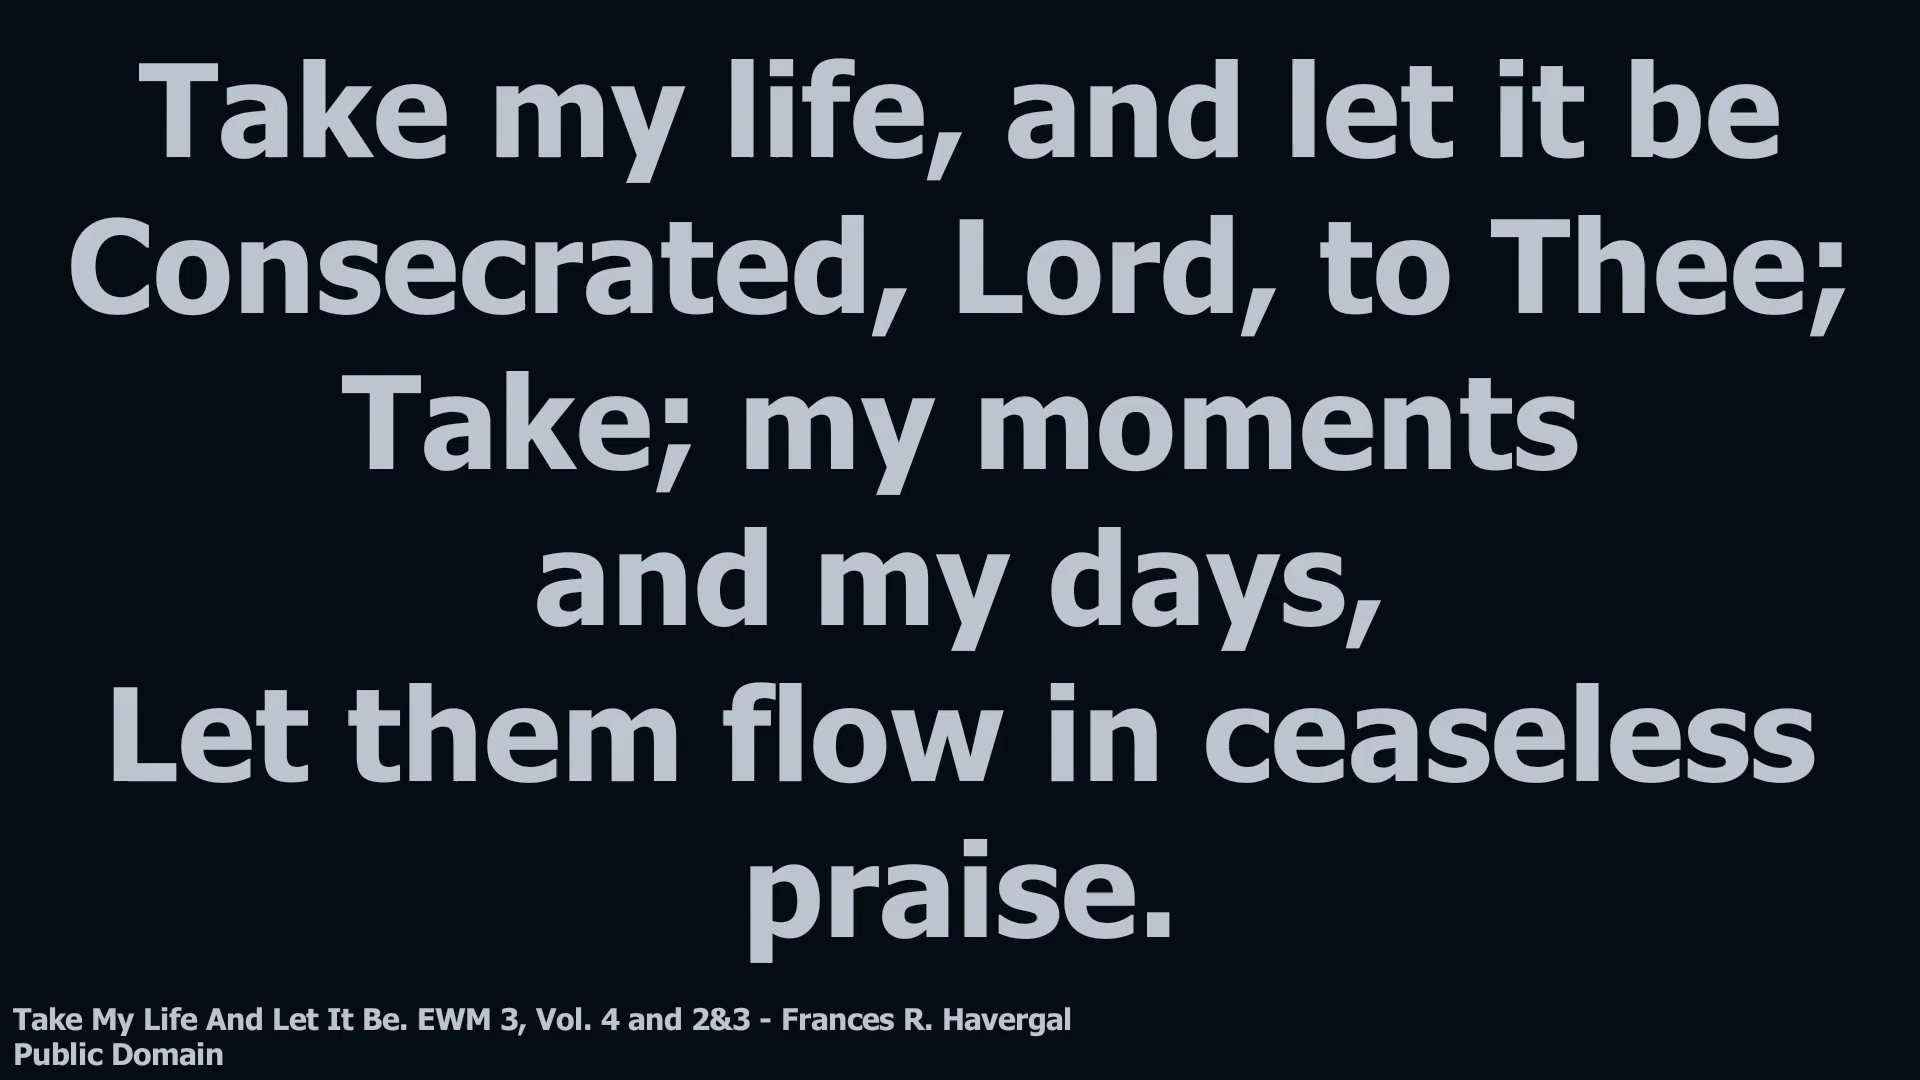 Take my life, and let it be
Consecrated, Lord, to Thee;
Take; my moments
and my days,
Let them flow in ceaseless
praise.
Take My Life And Let It Be. EWM 3, Vol. 4 and 2&3 - Frances R. Havergal
Public Domain